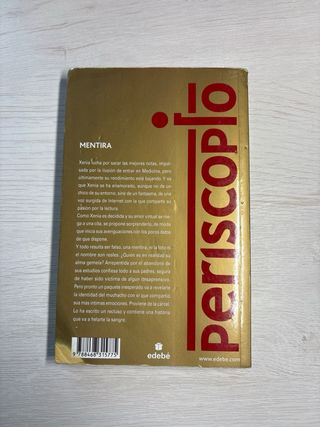 MENTIRA
Xenia lucha por sacar las mejores notas, impul-
sada por la ilusión de entrar en Medicina, pero
últimamente su rendimiento está bajando. Y es
que Xenia se ha enamorado, aunque no de un
chico de su entorno, sino de un fantasma, de una
voz surgida de Internet con la que comparte su
pasión por la lectura.
Como Xenia es decidida y su amor virtual se nie-
ga a una cita, se propone sorprenderlo, de modo
que inicia sus averiguaciones con los pocos datos
de que dispone.
Y todo resulta ser falso, una mentira, ni la foto ni
el nombre son reales. ¿Quién es en realidad su
alma gemela? Arrepentida por el abandono de
sus estudios confiesa todo a sus padres, segura
de haber sido víctima de algún desaprensivo.
Pero pronto un paquete inesperado va a revelarle
la identidad del muchacho con el que compartió
sus más íntimas emociones. Proviene de la cárcel.
Lo ha escrito un recluso y contiene una historia
que va a helarte la sangre.
periscopio
edebé
www.edebe.com
9788468315775